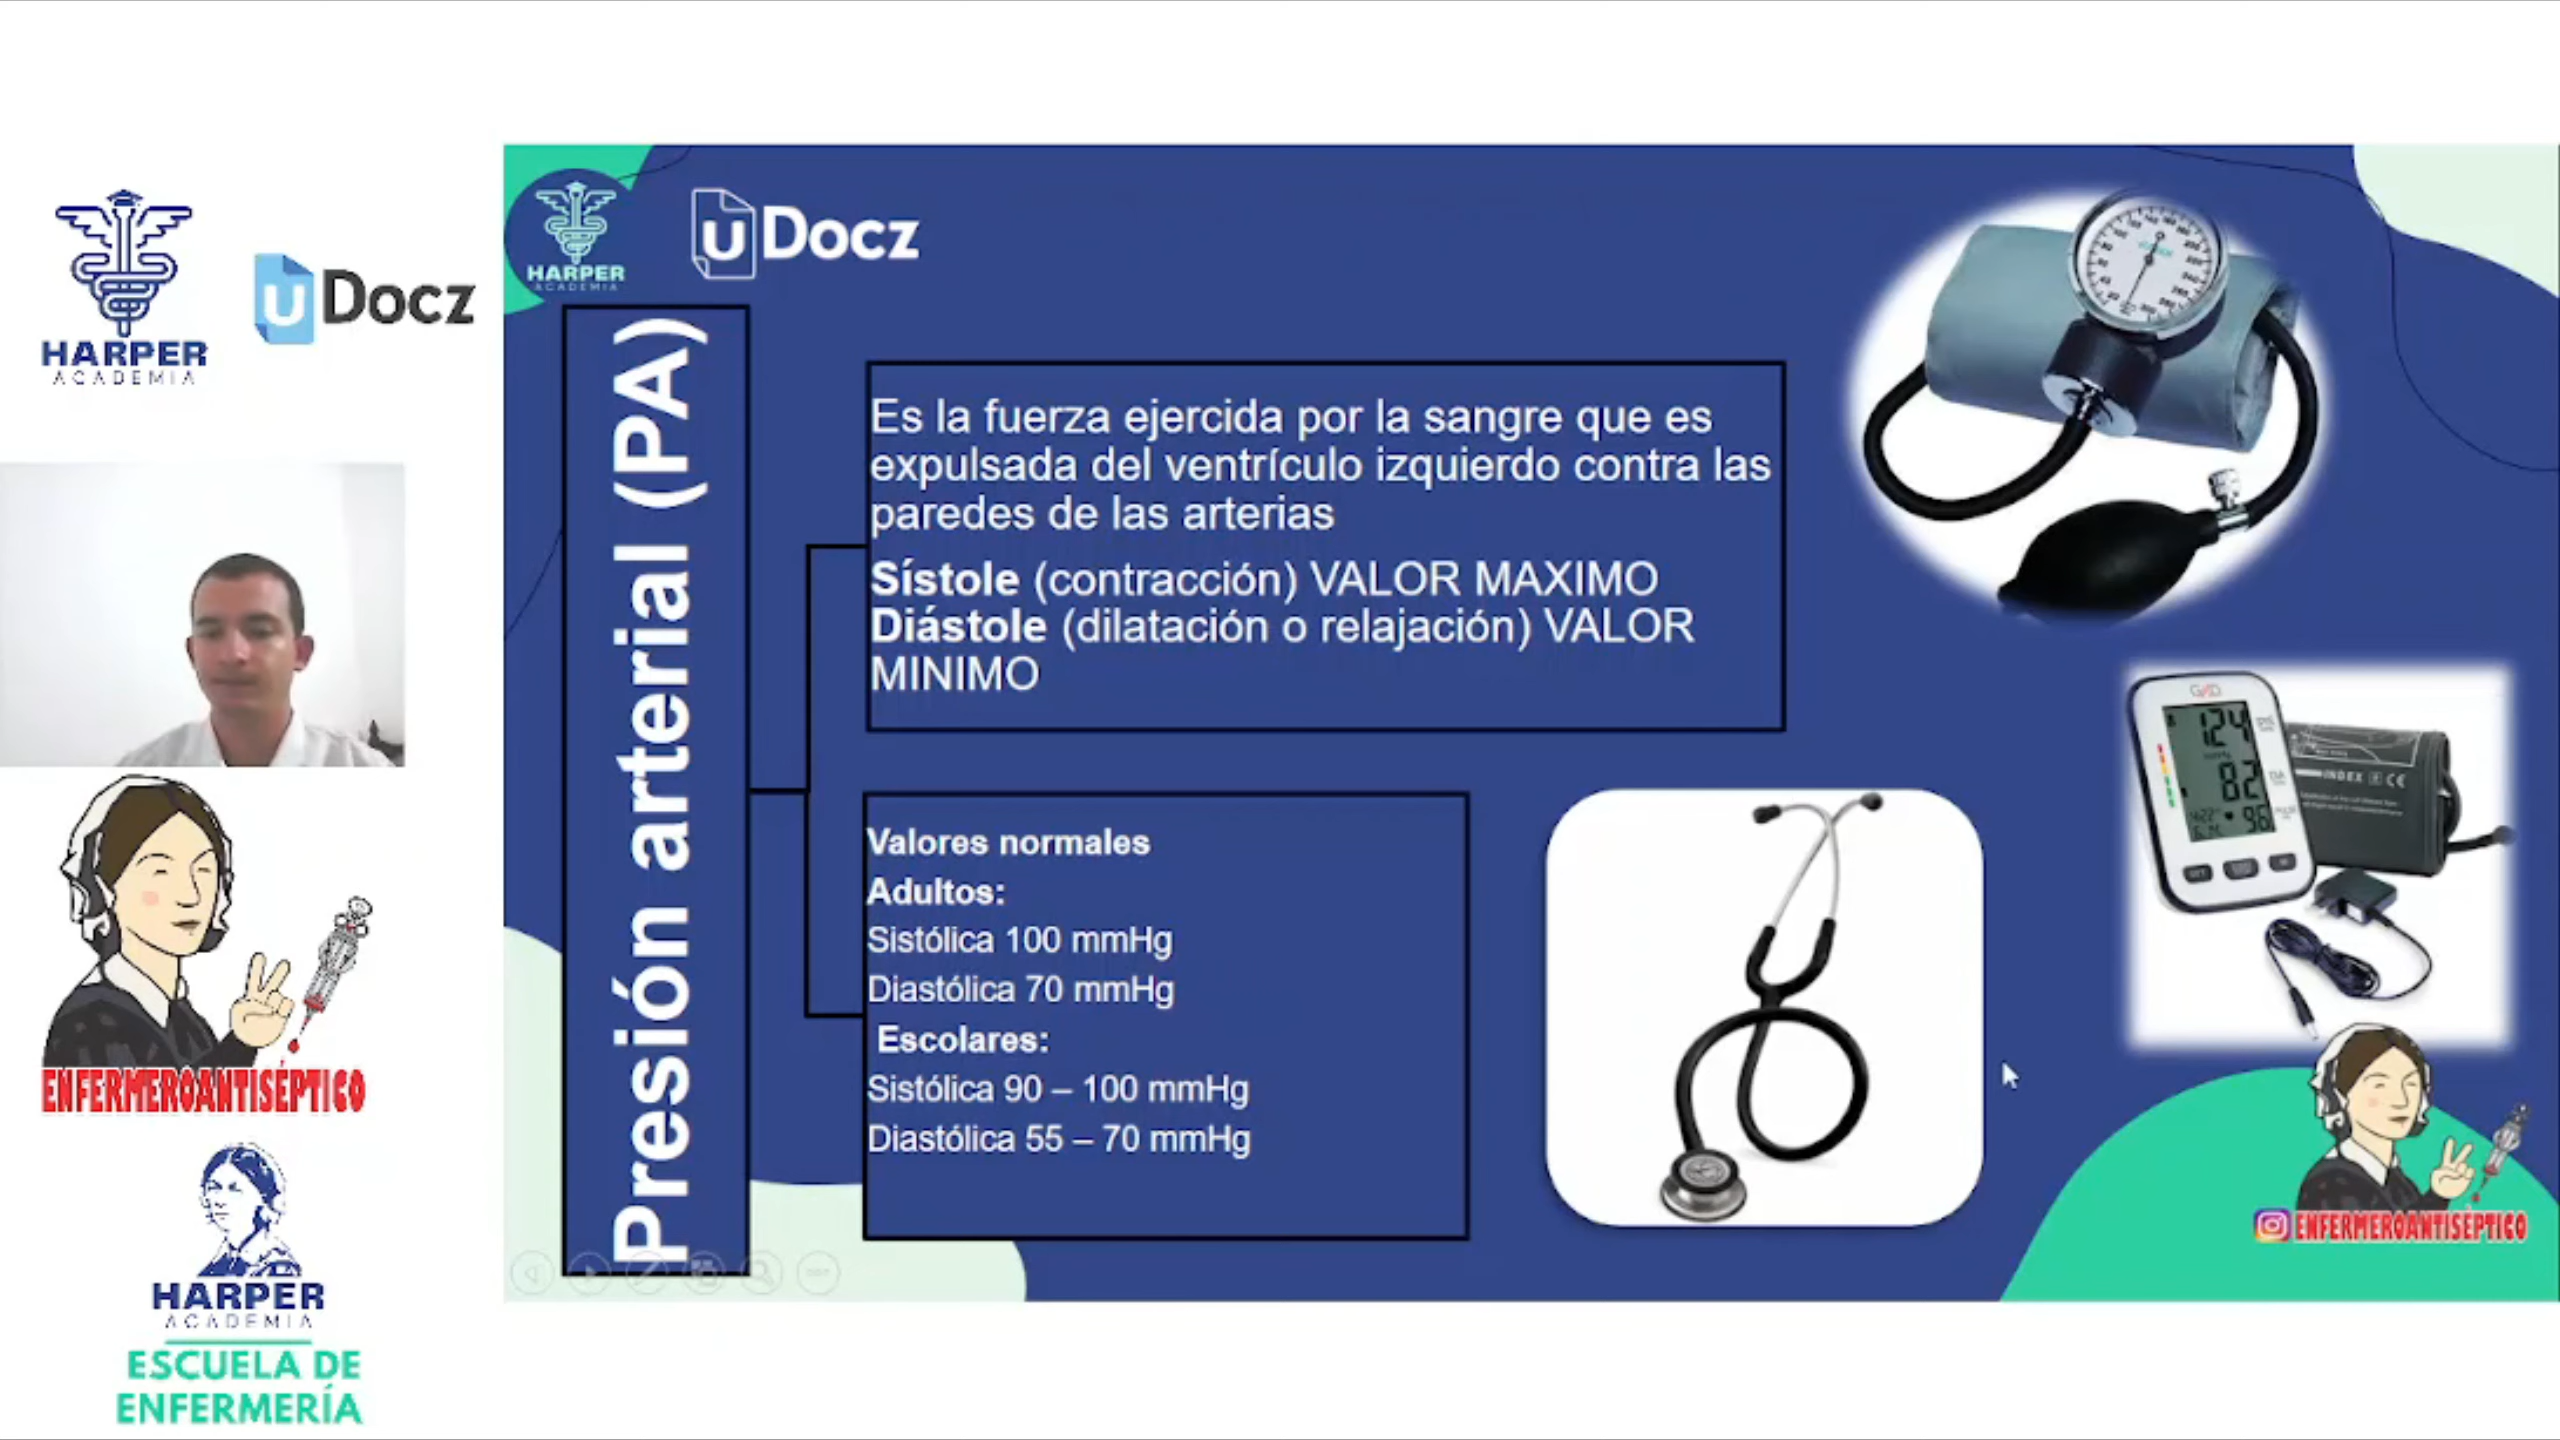 HARPER
ACADEMIA
uDocz
ENFERMEROANTISÉPTICO
HARPER
ACADEMIA
ESCUELA DE
ENFERMERÍA
HARPER
ACADEMIA
uDocz
Presión arterial (PA)
Es la fuerza ejercida por la sangre que es
expulsada del ventrículo izquierdo contra las
paredes de las arterias
Sístole (contracción) VALOR MAXIMO
Diástole (dilatación o relajación) VALOR
MINIMO
Valores normales
Adultos:
Sistólica 100 mmHg
Diastólica 70 mmHg
Escolares:
Sistólica 90 – 100 mmHg
Diastólica 55 – 70 mmHg
124
82
96
INDEX
CE
ENFERMEROANTISÉPTICO